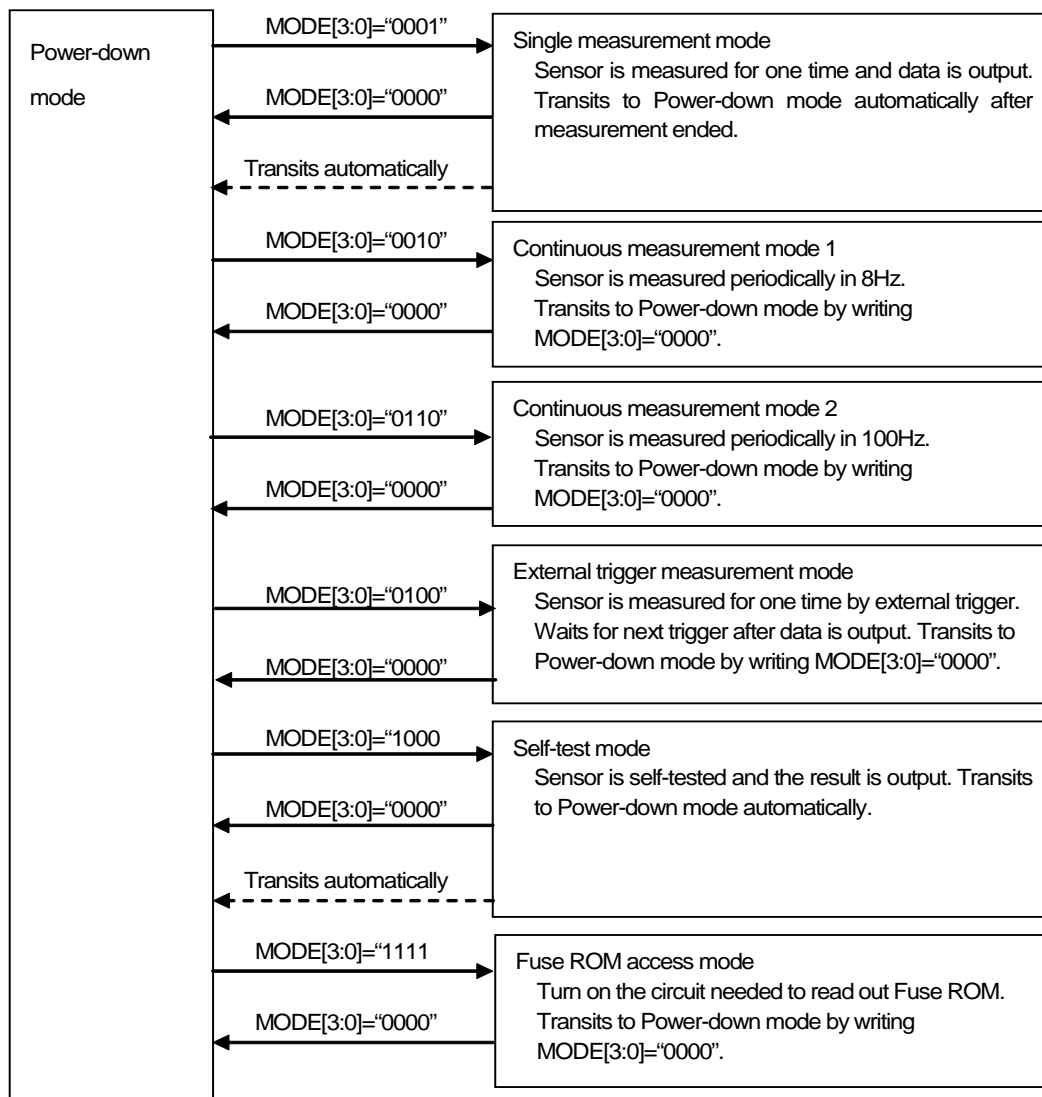 Power-down
mode
MODE[3:0]=“0001”
MODE[3:0]=“0000”
Transits automatically
Single measurement mode
Sensor is measured for one time and data is output.
Transits to Power-down mode automatically after
measurement ended.
MODE[3:0]=“0010”
MODE[3:0]=“0000”
Continuous measurement mode 1
Sensor is measured periodically in 8Hz.
Transits to Power-down mode by writing
MODE[3:0]=“0000”.
MODE[3:0]=“0110”
MODE[3:0]=“0000”
Continuous measurement mode 2
Sensor is measured periodically in 100Hz.
Transits to Power-down mode by writing
MODE[3:0]=“0000”.
MODE[3:0]=“0100”
MODE[3:0]=“0000”
External trigger measurement mode
Sensor is measured for one time by external trigger.
Waits for next trigger after data is output. Transits to
Power-down mode by writing MODE[3:0]=“0000”.
MODE[3:0]=“1000
MODE[3:0]=“0000”
Transits automatically
Self-test mode
Sensor is self-tested and the result is output. Transits
to Power-down mode automatically.
MODE[3:0]=“1111
MODE[3:0]=“0000”
Fuse ROM access mode
Turn on the circuit needed to read out Fuse ROM.
Transits to Power-down mode by writing
MODE[3:0]=“0000”.